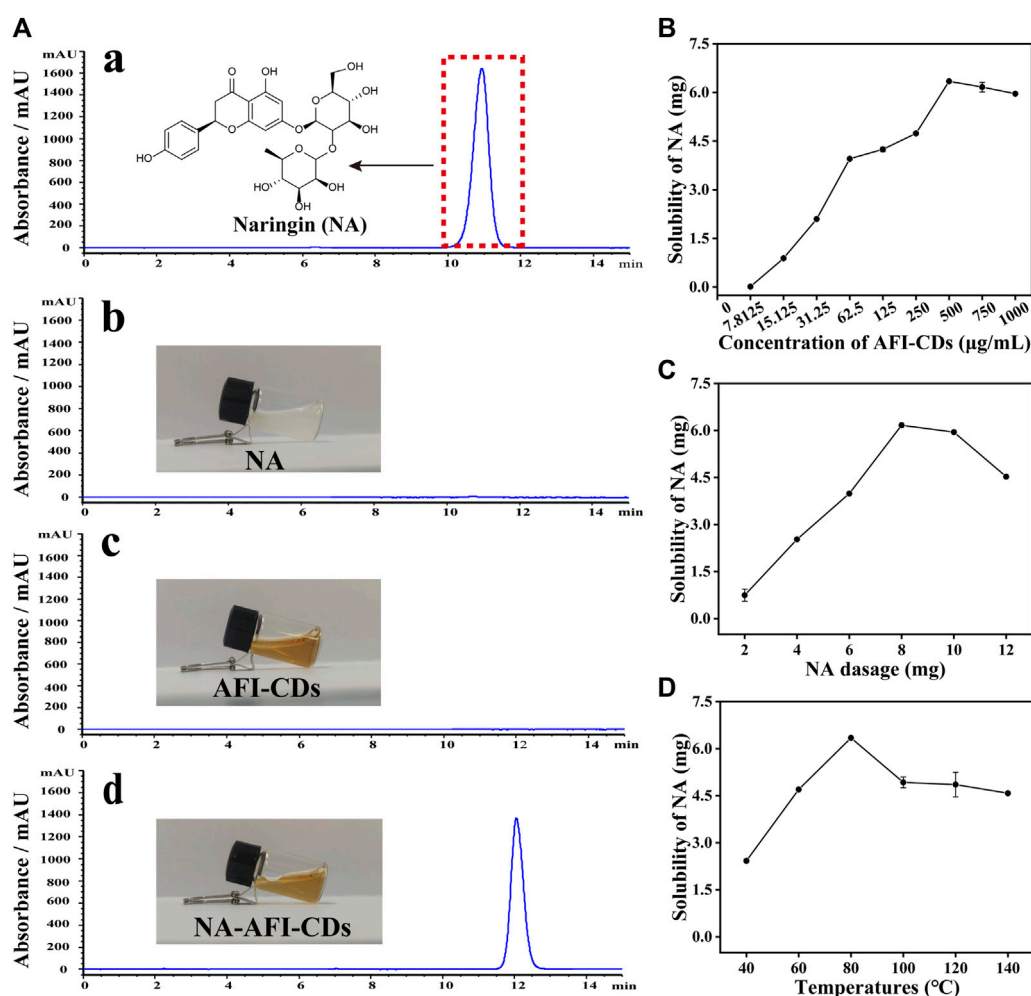 A
a
mAU
1600
1400
1200
1000
800
600
400
200
0
Absorbance / mAU
O
OH
O
HO
O
O
OH
OH
OH
O
O
HO
OH
OH
Naringin (NA)
0 2 4 6 8 10 12 14 min
b
mAU
1600
1400
1200
1000
800
600
400
200
0
Absorbance / mAU
NA
0 2 4 6 8 10 12 14 min
c
1600
1400
1200
1000
800
600
400
200
0
Absorbance / mAU
AFI-CDs
0 2 4 6 8 10 12 14 min
d
mAU
1600
1400
1200
1000
800
600
400
200
0
Absorbance / mAU
NA-AFI-CDs
0 2 4 6 8 10 12 14 min
B
7.5
6.0
4.5
3.0
1.5
0.0
Solubility of NA (mg)
0 7.8125 15.125 31.25 62.5 125 250 500 750 1000
Concentration of AFI-CDs (μg/mL)
C
7.5
6.0
4.5
3.0
1.5
0.0
Solubility of NA (mg)
2 4 6 8 10 12
NA dasage (mg)
D
7.5
6.0
4.5
3.0
1.5
0.0
Solubility of NA (mg)
40 60 80 100 120 140
Temperatures (℃)